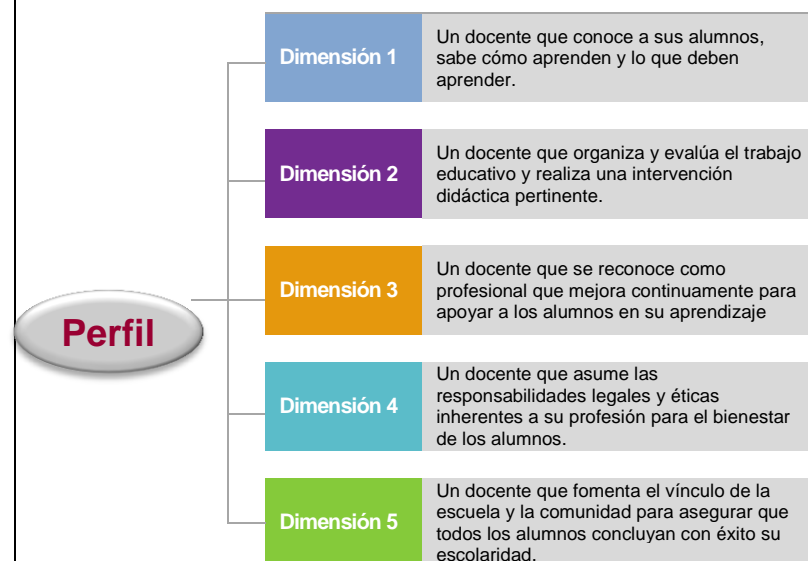 Dimensión 1
Un docente que conoce a sus alumnos,
sabe cómo aprenden y lo que deben
aprender.
Dimensión 2
Un docente que organiza y evalúa el trabajo
educativo y realiza una intervención
didáctica pertinente.
Dimensión 3
Un docente que se reconoce como
profesional que mejora continuamente para
apoyar a los alumnos en su aprendizaje
Perfil
Dimensión 4
Un docente que asume las
responsabilidades legales y éticas
inherentes a su profesión para el bienestar
de los alumnos.
Dimensión 5
Un docente que fomenta el vínculo de la
escuela y la comunidad para asegurar que
todos los alumnos concluyan con éxito su
escolaridad.